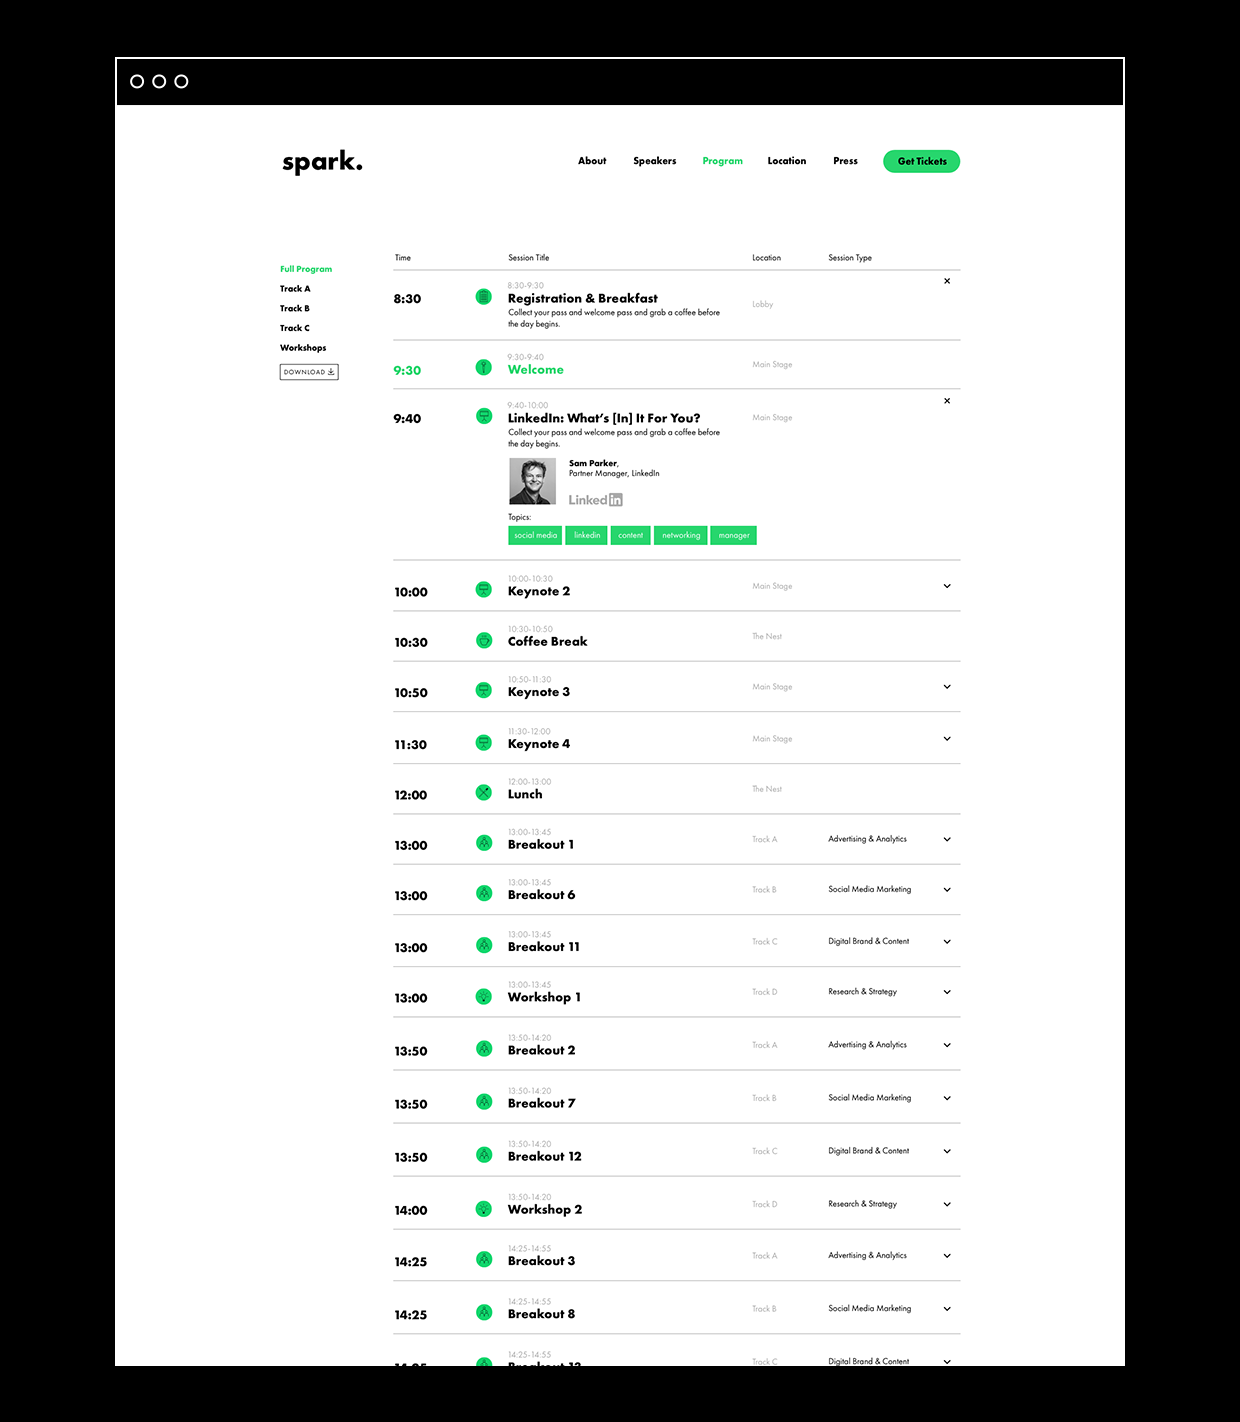 spark.
About Speakers Program Location Press Get Tickets
Full Program
Track A
Track B
Track C
Workshops
DOWNLOAD
Time Session Title Location Session Type
8:30-9:30
8:30 Registration & Breakfast Lobby
Collect your pass and welcome pass and grab a coffee before
the day begins.
9:30-9:40
9:30 Welcome Main Stage
9:40-10:00
9:40 LinkedIn: What's [In] It For You? Main Stage
Collect your pass and welcome pass and grab a coffee before
the day begins.
Sam Parker,
Partner Manager, LinkedIn
Linked in
Topics:
social media linkedin content networking manager
10:00-10:30
10:00 Keynote 2 Main Stage
10:30-10:50
10:30 Coffee Break The Nest
10:50-11:30
10:50 Keynote 3 Main Stage
11:30-12:00
11:30 Keynote 4 Main Stage
12:00-13:00
12:00 Lunch The Nest
13:00-13:45
13:00 Breakout 1 Track A Advertising & Analytics
13:00-13:45
13:00 Breakout 6 Track B Social Media Marketing
13:00-13:45
13:00 Breakout 11 Track C Digital Brand & Content
13:00-13:45
13:00 Workshop 1 Track D Research & Strategy
13:50-14:20
13:50 Breakout 2 Track A Advertising & Analytics
13:50-14:20
13:50 Breakout 7 Track B Social Media Marketing
13:50-14:20
13:50 Breakout 12 Track C Digital Brand & Content
13:50-14:20
14:00 Workshop 2 Track D Research & Strategy
14:25-14:55
14:25 Breakout 3 Track A Advertising & Analytics
14:25-14:55
14:25 Breakout 8 Track B Social Media Marketing
14:25-14:55
14:25 Breakout 13 Track C Digital Brand & Content